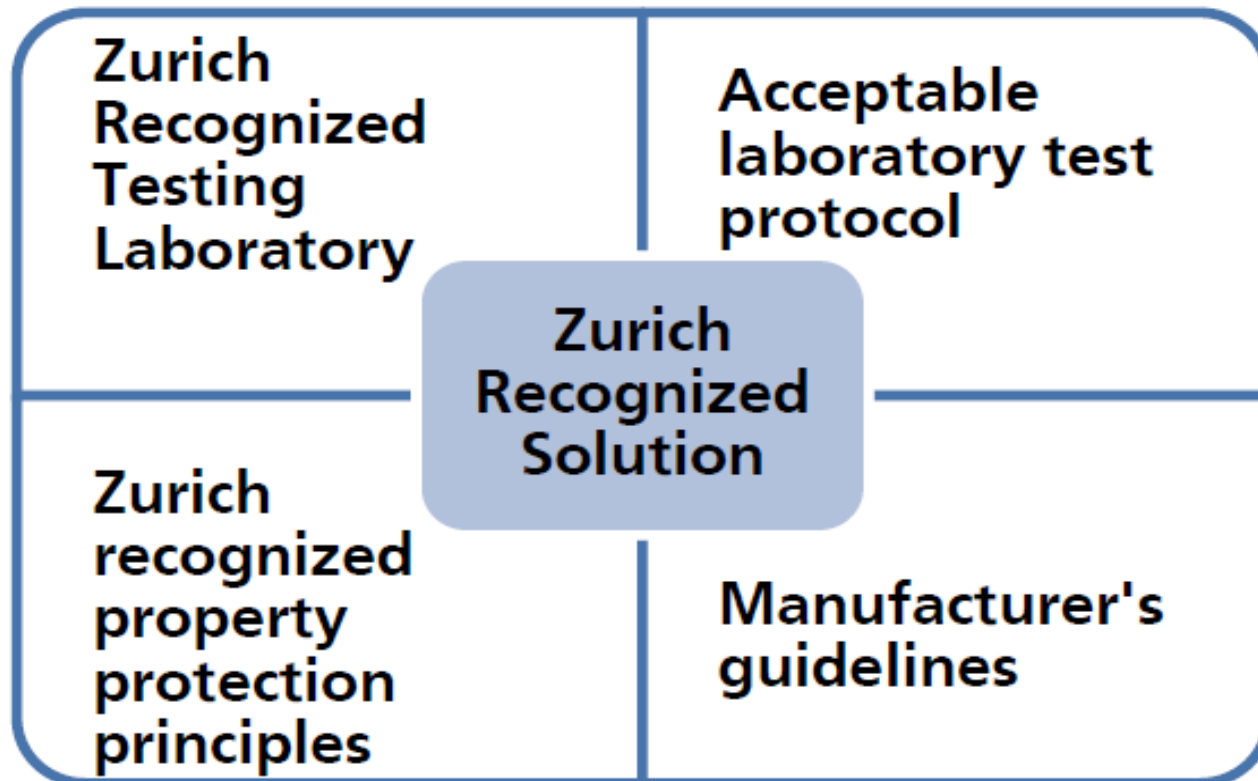 Zurich
Recognized
Testing
Laboratory
Acceptable
laboratory test
protocol
Zurich
Recognized
Solution
Zurich
recognized
property
protection
principles
Manufacturer's
guidelines